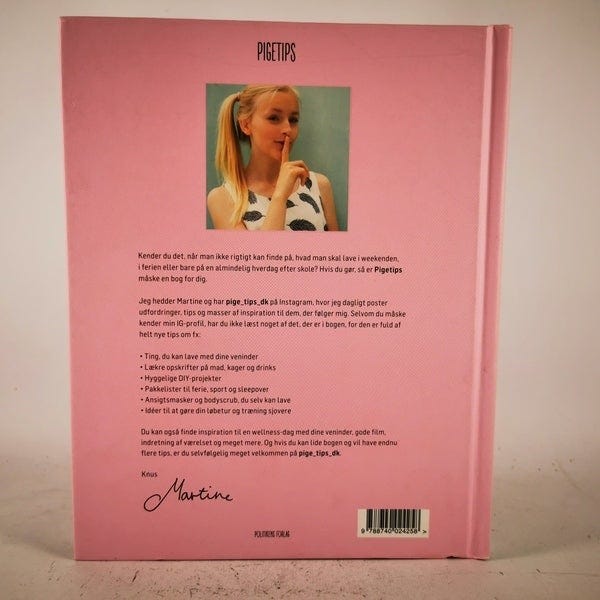 PIGETIPS
Kender du det, når man ikke rigtigt kan finde på, hvad man skal lave i weekenden,
i ferien eller bare på en almindelig hverdag efter skole? Hvis du gør, så er Pigetips
måske en bog for dig.
Jeg hedder Martine og har pige_tips_dk på Instagram, hvor jeg dagligt poster
udfordringer, tips og masser af inspiration til dem, der følger mig. Selvom du måske
kender min IG-profil, har du ikke læst noget af det, der er i bogen, for den er fuld af
helt nye tips om fx:
• Ting, du kan lave med dine veninder
• Lækre opskrifter på mad, kager og drinks
• Hyggelige DIY-projekter
• Pakkelister til ferie, sport og sleepover
• Ansigtsmasker og bodyscrub, du selv kan lave
• Idéer til at gøre din løbetur og træning sjovere
Du kan også finde inspiration til en wellness-dag med dine veninder, gode film,
indretning af værelset og meget mere. Og hvis du kan lide bogen og vil have endnu
flere tips, er du selvfølgelig meget velkommen på pige_tips_dk.
Knus
Martine
9 788740 024258 >
POLITIKENS FORLAG